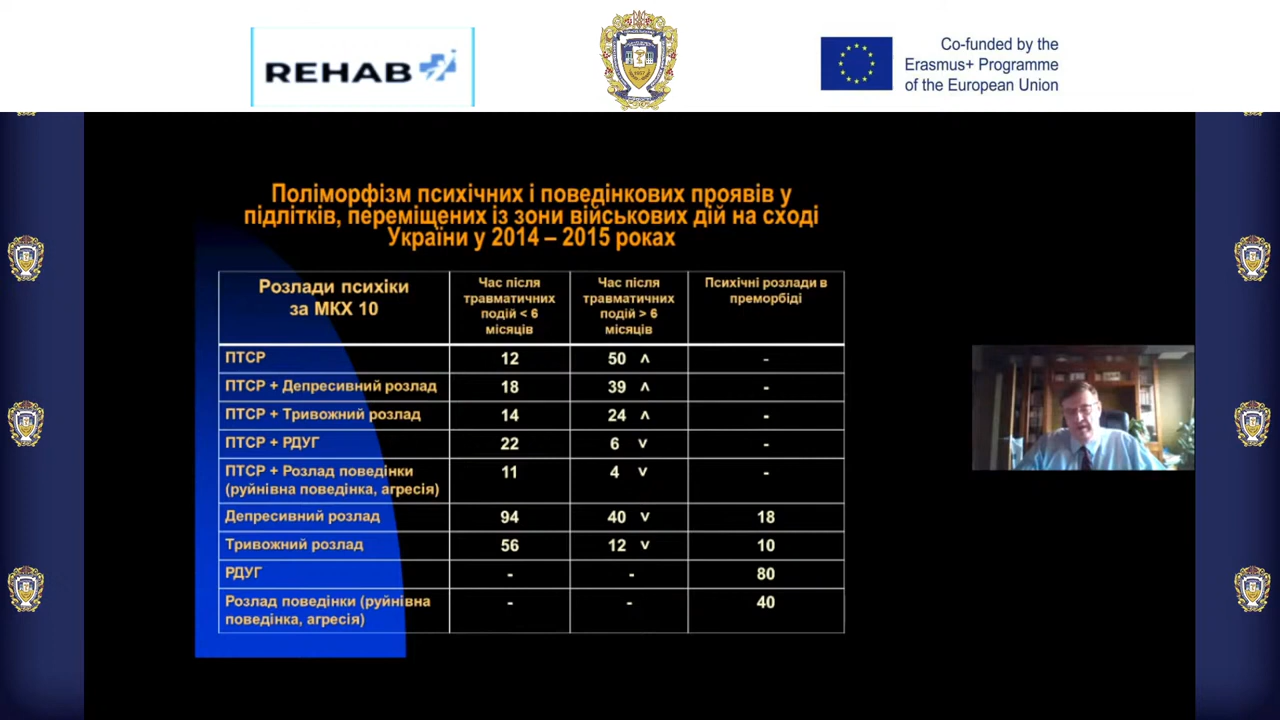 REHAB
Co-funded by the
Erasmus+ Programme
of the European Union
Поліморфізм психічних і поведінкових проявів у
підлітків, переміщених із зони військових дій на сході
України у 2014 – 2015 роках
Розлади психіки
за МКХ 10
Час після
травматичних
подій < 6
місяців
Час після
травматичних
подій > 6
місяців
Психічні розлади в
преморбіді
ПТСР 12 50 ˄ -
ПТСР + Депресивний розлад 18 39 ˄ -
ПТСР + Тривожний розлад 14 24 ˄ -
ПТСР + РДУГ 22 6 ˅ -
ПТСР + Розлад поведінки 11 4 ˅ -
(руйнівна поведінка, агресія)
Депресивний розлад 94 40 ˅ 18
Тривожний розлад 56 12 ˅ 10
РДУГ - - 80
Розлад поведінки (руйнівна - - 40
поведінка, агресія)